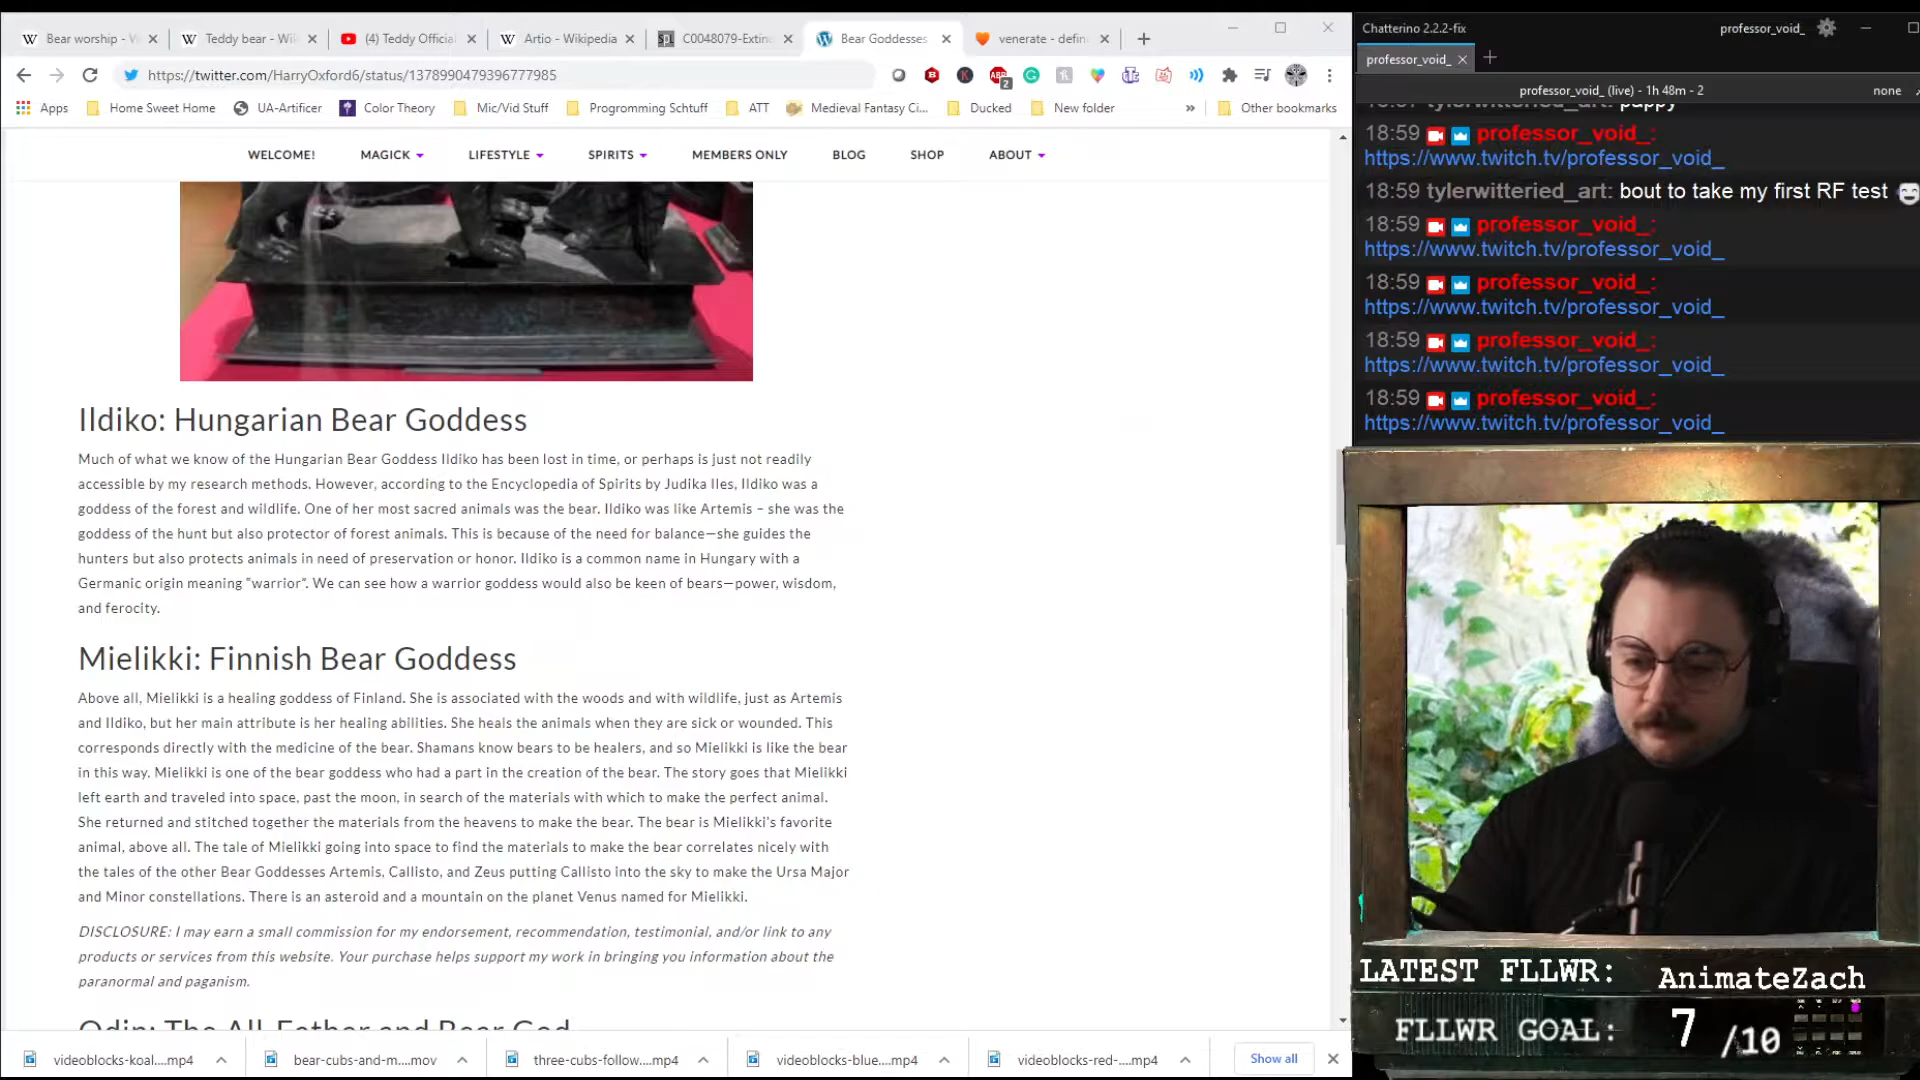 Bear worship - W
Teddy bear - Wik
(4) Teddy Official
Artio - Wikipedia
C0048079-Extin
Bear Goddesses
venerate - defin
https://twitter.com/HarryOxford6/status/1378990479396777985
Apps
Home Sweet Home
UA-Artificer
Color Theory
Mic/Vid Stuff
Programming Schtuff
ATT
Medieval Fantasy Ci...
Ducked
New folder
»
Other bookmarks
WELCOME!
MAGICK
LIFESTYLE
SPIRITS
MEMBERS ONLY
BLOG
SHOP
ABOUT
Ildiko: Hungarian Bear Goddess
Much of what we know of the Hungarian Bear Goddess Ildiko has been lost in time, or perhaps is just not readily
accessible by my research methods. However, according to the Encyclopedia of Spirits by Judika Iles, Ildiko was a
goddess of the forest and wildlife. One of her most sacred animals was the bear. Ildiko was like Artemis – she was the
goddess of the hunt but also protector of forest animals. This is because of the need for balance—she guides the
hunters but also protects animals in need of preservation or honor. Ildiko is a common name in Hungary with a
Germanic origin meaning "warrior". We can see how a warrior goddess would also be keen of bears—power, wisdom,
and ferocity.
Mielikki: Finnish Bear Goddess
Above all, Mielikki is a healing goddess of Finland. She is associated with the woods and with wildlife, just as Artemis
and Ildiko, but her main attribute is her healing abilities. She heals the animals when they are sick or wounded. This
corresponds directly with the medicine of the bear. Shamans know bears to be healers, and so Mielikki is like the bear
in this way. Mielikki is one of the bear goddess who had a part in the creation of the bear. The story goes that Mielikki
left earth and traveled into space, past the moon, in search of the materials with which to make the perfect animal.
She returned and stitched together the materials from the heavens to make the bear. The bear is Mielikki's favorite
animal, above all. The tale of Mielikki going into space to find the materials to make the bear correlates nicely with
the tales of the other Bear Goddesses Artemis, Callisto, and Zeus putting Callisto into the sky to make the Ursa Major
and Minor constellations. There is an asteroid and a mountain on the planet Venus named for Mielikki.
DISCLOSURE: I may earn a small commission for my endorsement, recommendation, testimonial, and/or link to any
products or services from this website. Your purchase helps support my work in bringing you information about the
paranormal and paganism.
Odin: The All-Father and Bear God
videoblocks-koal....mp4
bear-cubs-and-m....mov
three-cubs-follow....mp4
videoblocks-blue....mp4
videoblocks-red-....mp4
Show all
Chatterino 2.2.2-fix
professor_void_
professor_void_
professor_void_ (live) - 1h 48m - 2
none
tylerwitteried_art: puppy
18:59 professor_void_:
https://www.twitch.tv/professor_void_
18:59 tylerwitteried_art: bout to take my first RF test
18:59 professor_void_:
https://www.twitch.tv/professor_void_
18:59 professor_void_:
https://www.twitch.tv/professor_void_
18:59 professor_void_:
https://www.twitch.tv/professor_void_
18:59 professor_void_:
https://www.twitch.tv/professor_void_
LATEST FLLWR: AnimateZach
FLLWR GOAL: 7 /10